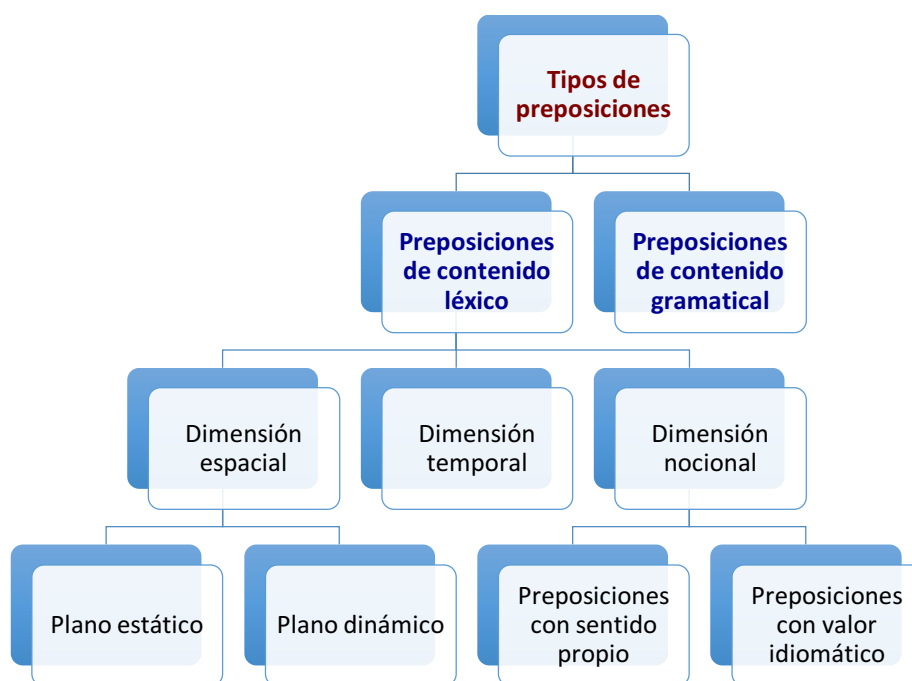 Tipos de
preposiciones
Preposiciones
de contenido
léxico
Preposiciones
de contenido
gramatical
Dimensión
espacial
Dimensión
temporal
Dimensión
nocional
Plano estático
Plano dinámico
Preposiciones
con sentido
propio
Preposiciones
con valor
idiomático